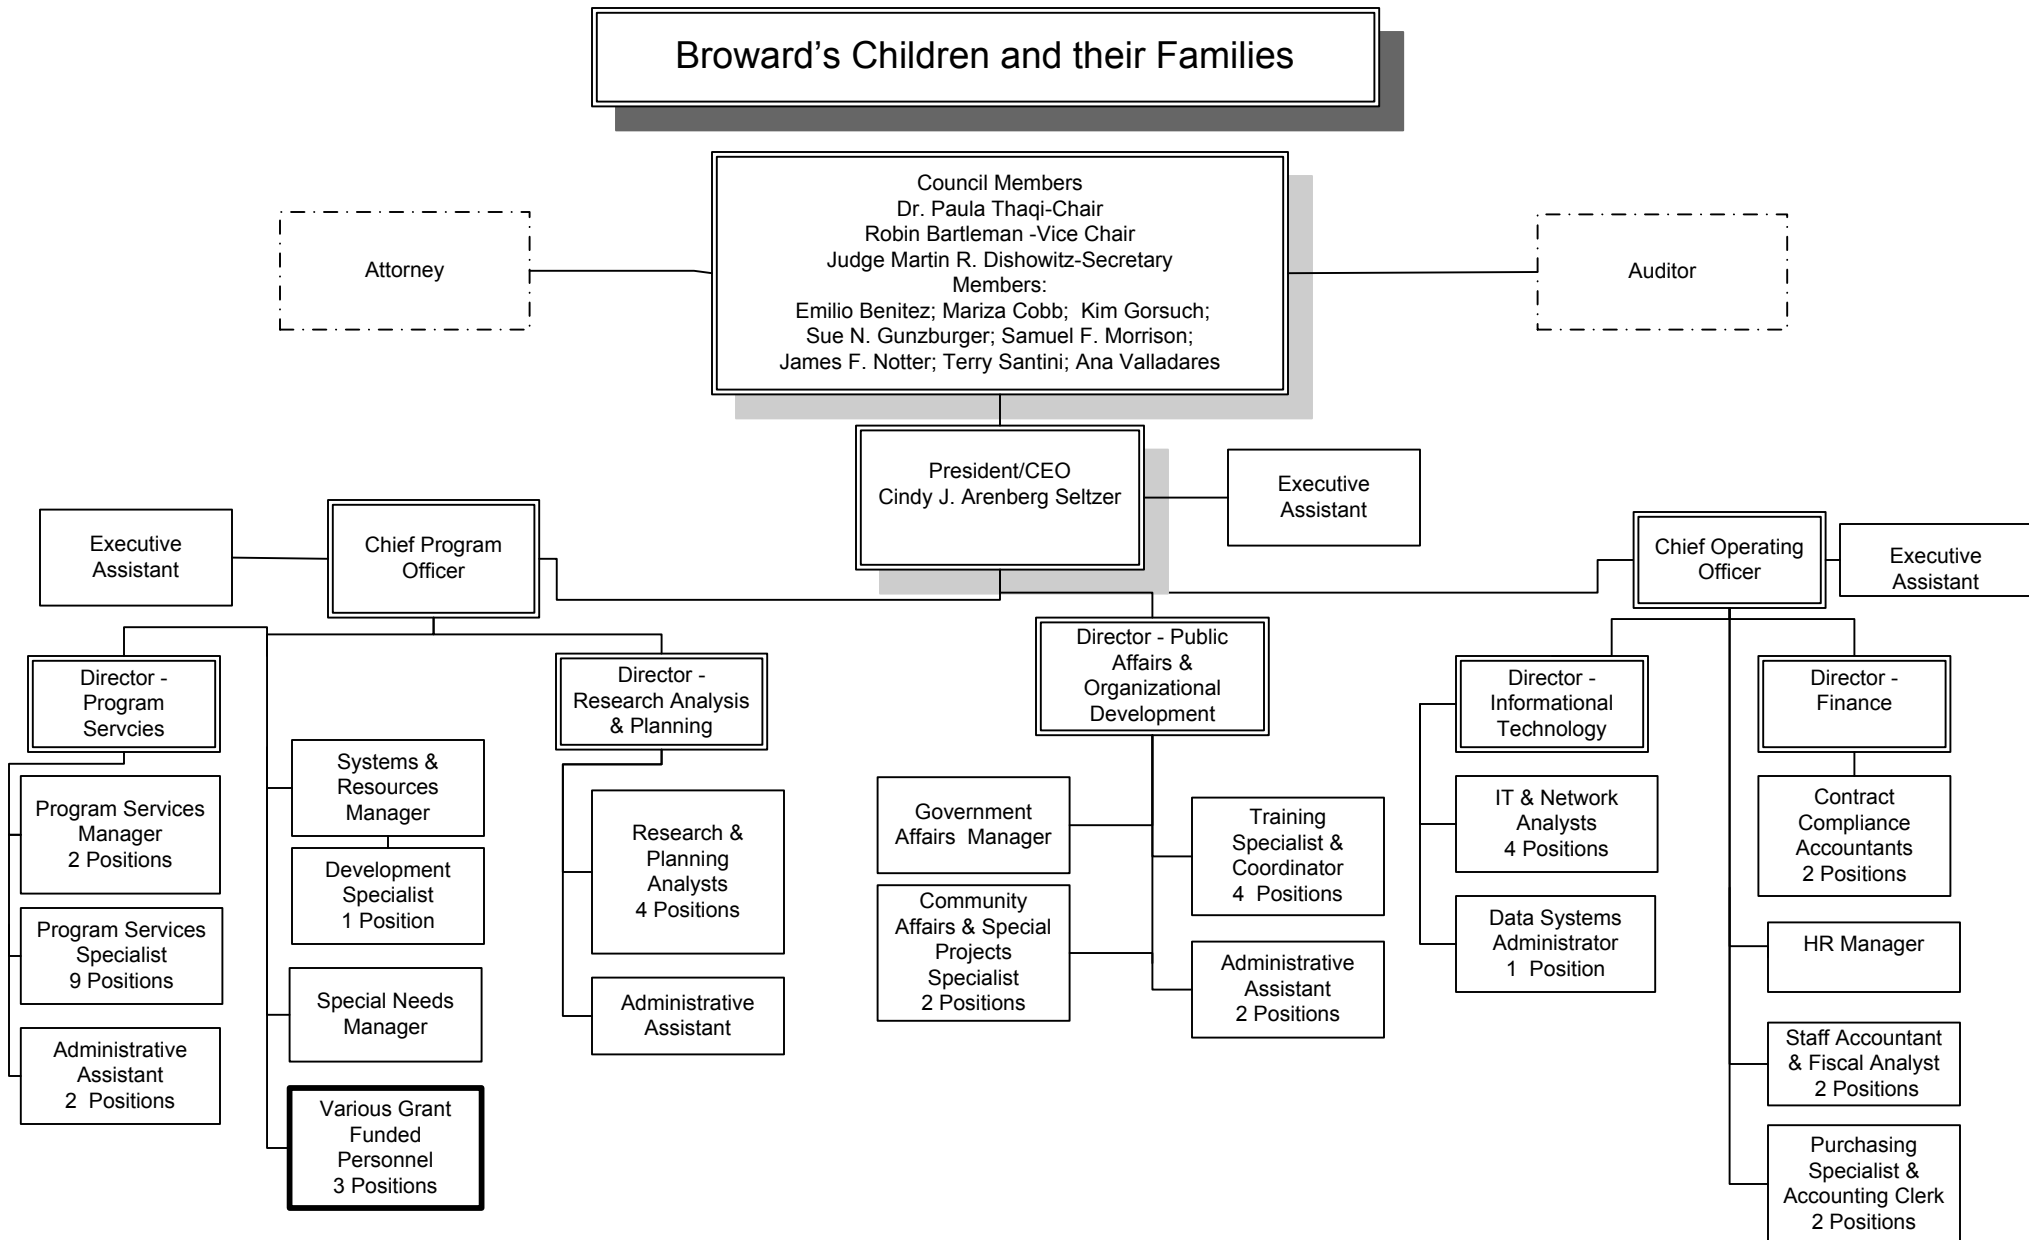 Broward’s Children and their Families
Council Members
Dr. Paula Thaqi-Chair
Robin Bartleman -Vice Chair
Judge Martin R. Dishowitz-Secretary
Members:
Emilio Benitez; Mariza Cobb;  Kim Gorsuch;
Sue N. Gunzburger; Samuel F. Morrison;
James F. Notter; Terry Santini; Ana Valladares
Attorney
Auditor
President/CEO
Cindy J. Arenberg Seltzer
Executive
Assistant
Executive
Assistant
Chief Program
Officer
Chief Operating
Officer
Executive
Assistant
Director -
Program
Servcies
Director -
Research Analysis
& Planning
Director - Public
Affairs &
Organizational
Development
Director -
Informational
Technology
Director -
Finance
Program Services
Manager
2 Positions
Program Services
Specialist
9 Positions
Administrative
Assistant
2  Positions
Systems &
Resources
Manager
Development
Specialist
1 Position
Special Needs
Manager
Various Grant
Funded
Personnel
3 Positions
Research &
Planning
Analysts
4 Positions
Administrative
Assistant
Government
Affairs  Manager
Community
Affairs & Special
Projects
Specialist
2 Positions
Training
Specialist &
Coordinator
4  Positions
Administrative
Assistant
2 Positions
IT & Network
Analysts
4 Positions
Data Systems
Administrator
1  Position
Contract
Compliance
Accountants
2 Positions
HR Manager
Staff Accountant
& Fiscal Analyst
2 Positions
Purchasing
Specialist &
Accounting Clerk
2 Positions